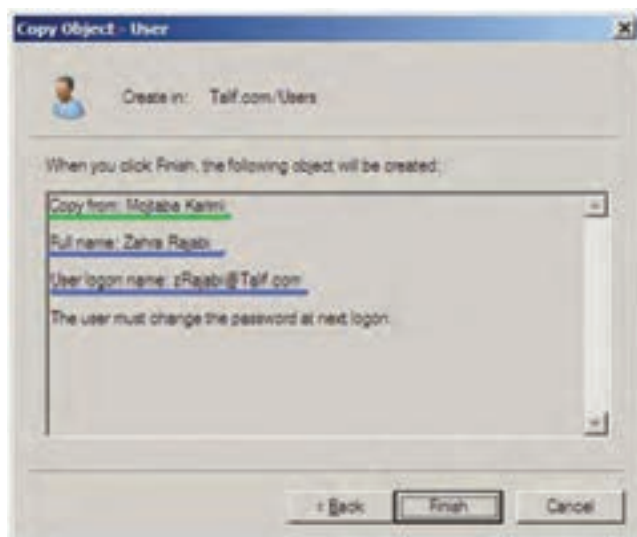 Copy Object - User
Create in: Talf.com/Users
When you click Finish, the following object will be created:
Copy from: Mojtaba Karimi
Full name: Zahra Rajabi
User logon name: zRajabi@Talf.com
The user must change the password at next logon.
< Back
Finish
Cancel